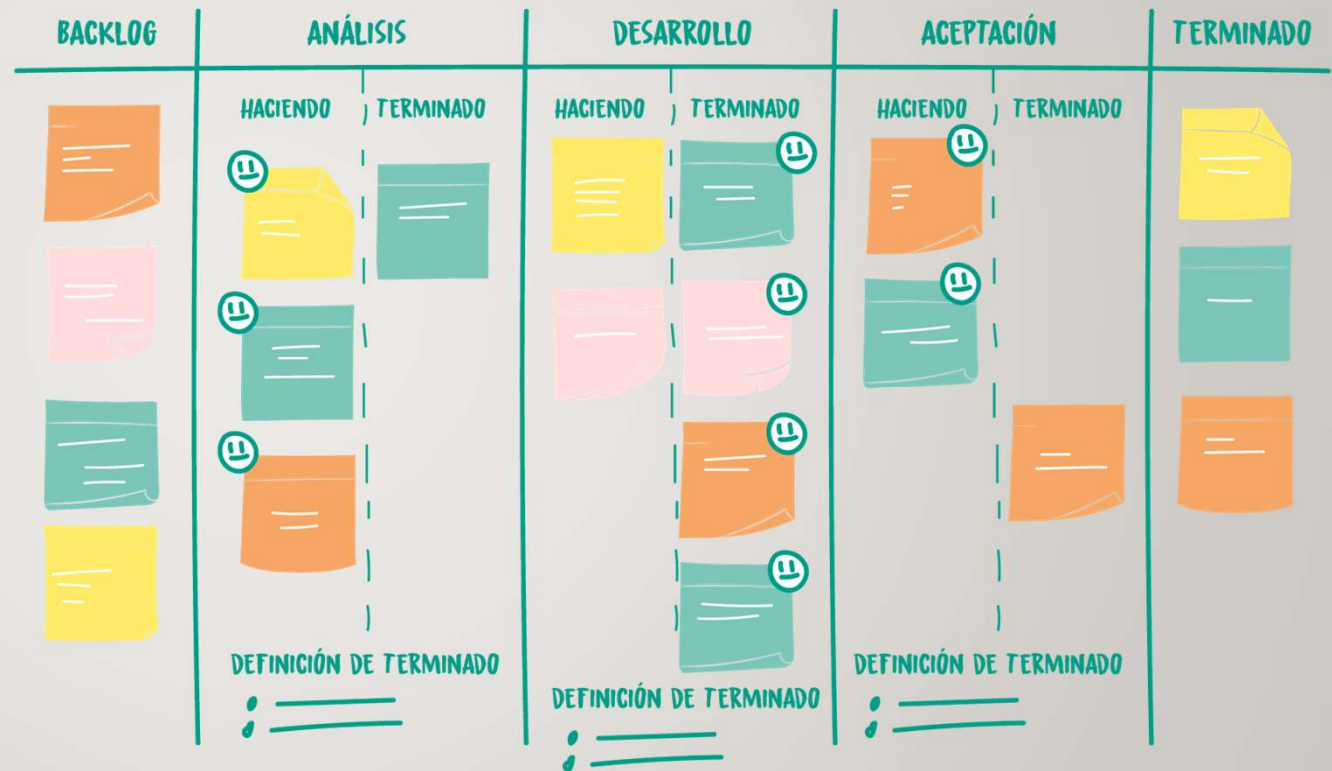 BACKLOG
ANÁLISIS
DESARROLLO
ACEPTACIÓN
TERMINADO
HACIENDO
TERMINADO
HACIENDO
TERMINADO
HACIENDO
TERMINADO
DEFINICIÓN DE TERMINADO
DEFINICIÓN DE TERMINADO
DEFINICIÓN DE TERMINADO